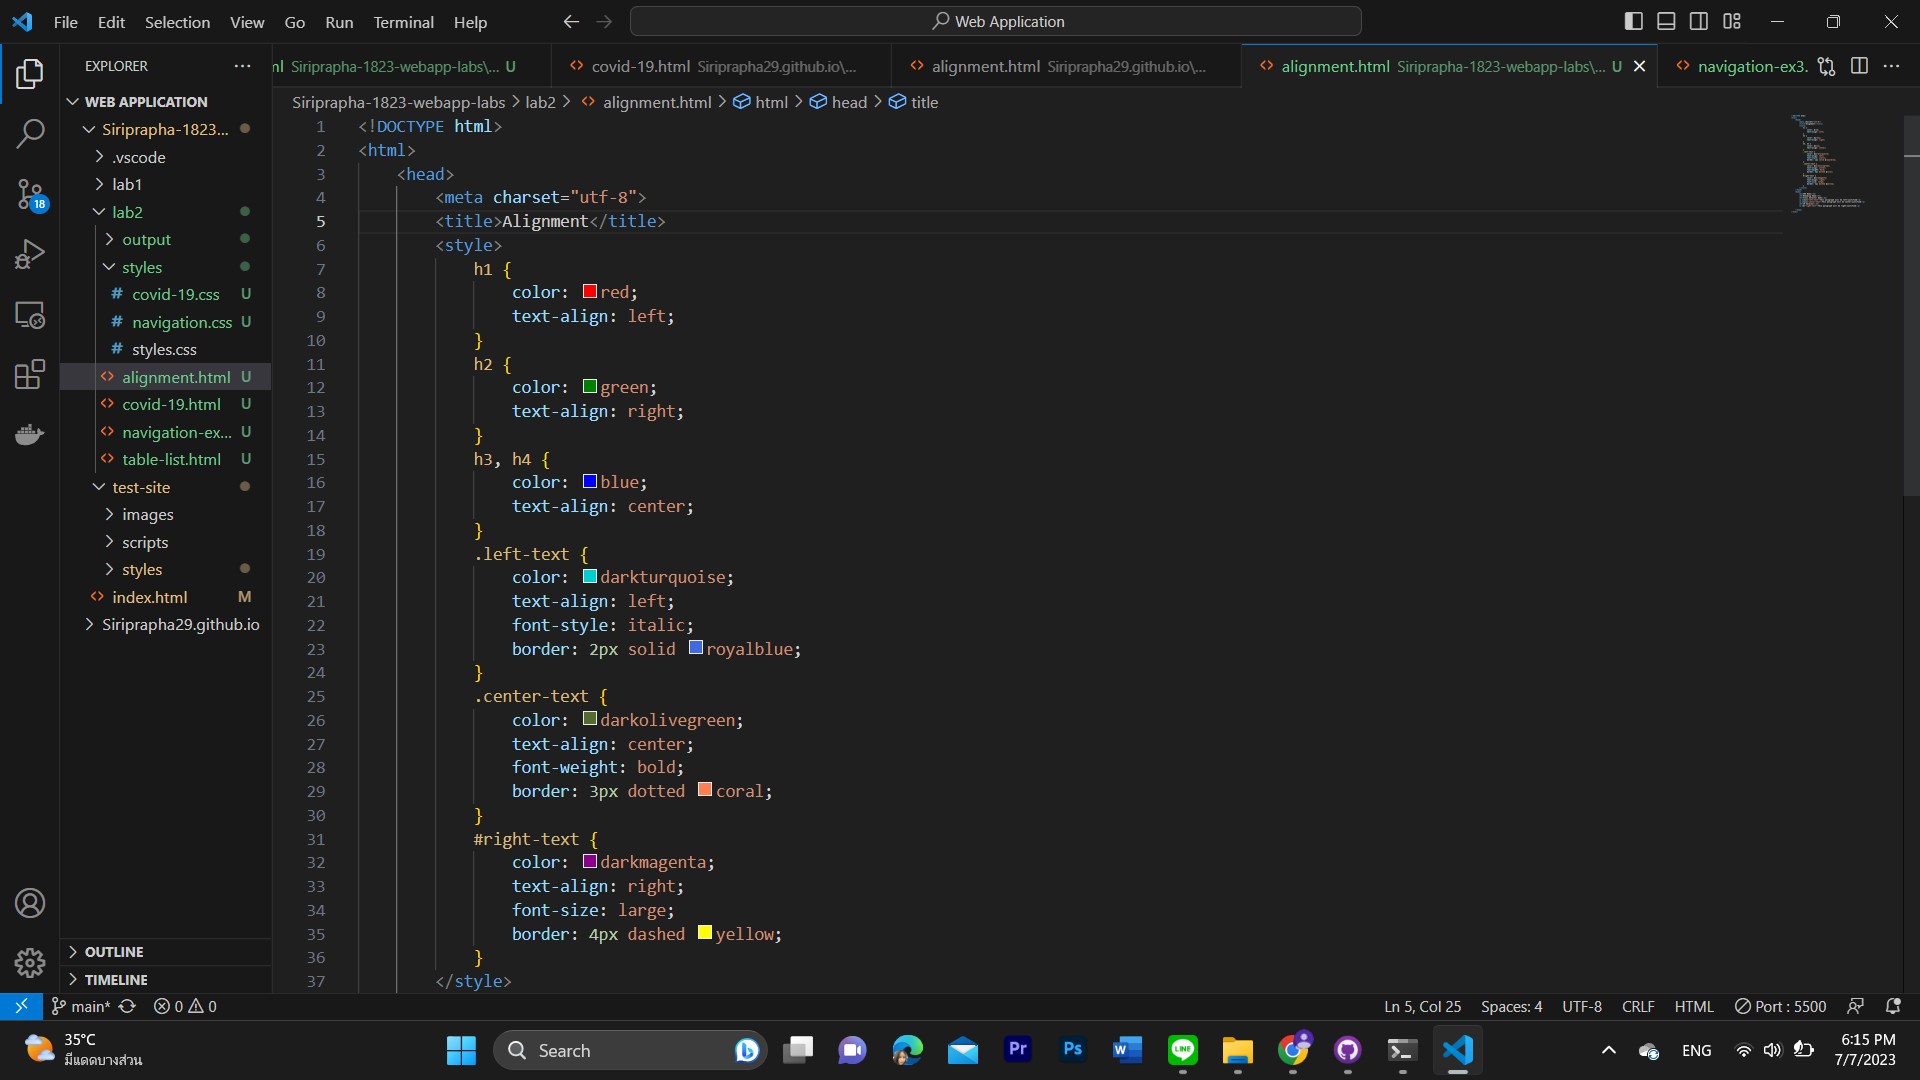 File Edit Selection View Go Run Terminal Help
Web Application
EXPLORER
Siriprapha-1823-webapp-labs\... U
covid-19.html Siriprapha29.github.io\...
alignment.html Siriprapha29.github.io\...
alignment.html Siriprapha-1823-webapp-labs\... U
navigation-ex3.
Siriprapha-1823-webapp-labs > lab2 > alignment.html > html > head > title
WEB APPLICATION
Siriprapha-1823...
.vscode
lab1
lab2
output
styles
# covid-19.css U
# navigation.css U
# styles.css
alignment.html U
covid-19.html U
navigation-ex... U
table-list.html U
test-site
images
scripts
styles
index.html M
Siriprapha29.github.io
OUTLINE
TIMELINE
1 <!DOCTYPE html>
2 <html>
3 <head>
4 <meta charset="utf-8">
5 <title>Alignment</title>
6 <style>
7 h1 {
8 color: red;
9 text-align: left;
10 }
11 h2 {
12 color: green;
13 text-align: right;
14 }
15 h3, h4 {
16 color: blue;
17 text-align: center;
18 }
19 .left-text {
20 color: darkturquoise;
21 text-align: left;
22 font-style: italic;
23 border: 2px solid royalblue;
24 }
25 .center-text {
26 color: darkolivegreen;
27 text-align: center;
28 font-weight: bold;
29 border: 3px dotted coral;
30 }
31 #right-text {
32 color: darkmagenta;
33 text-align: right;
34 font-size: large;
35 border: 4px dashed yellow;
36 }
37 </style>
18
main* 0 0
Ln 5, Col 25 Spaces: 4 UTF-8 CRLF HTML Port : 5500
35°C
มีแดดบางส่วน
Search
Pr
Ps
W
LINE
ENG
6:15 PM
7/7/2023